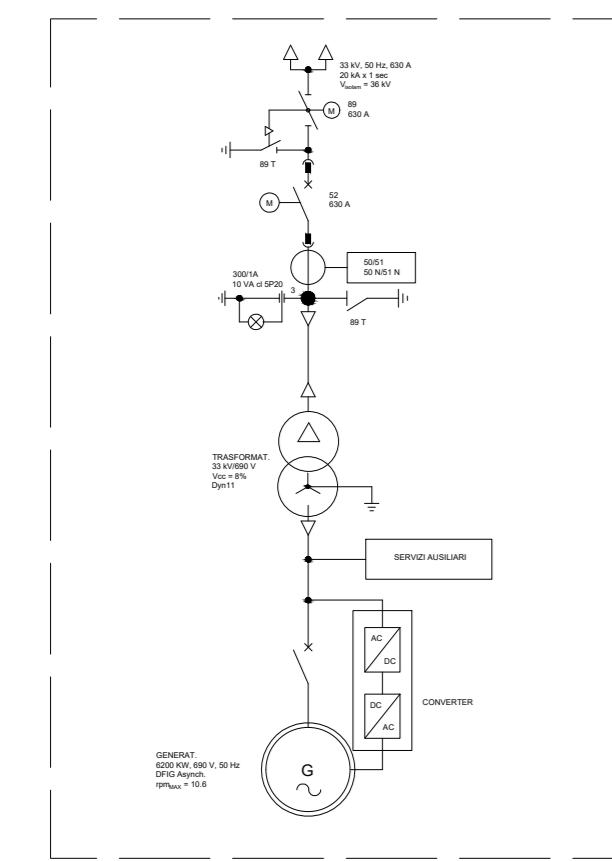 33 kV, 50 Hz, 630 A
20 kA x 1 sec
Visolam = 36 kV
M
89
630 A
89 T
52
630 A
M
50/51
50 N/51 N
300/1A
10 VA cl 5P20
3
89 T
TRASFORMAT.
33 kV/690 V
Vcc = 8%
Dyn11
SERVIZI AUSILIARI
AC
DC
DC
AC
CONVERTER
GENERAT.
6200 KW, 690 V, 50 Hz
DFIG Asynch.
rpmMAX = 10.6
G